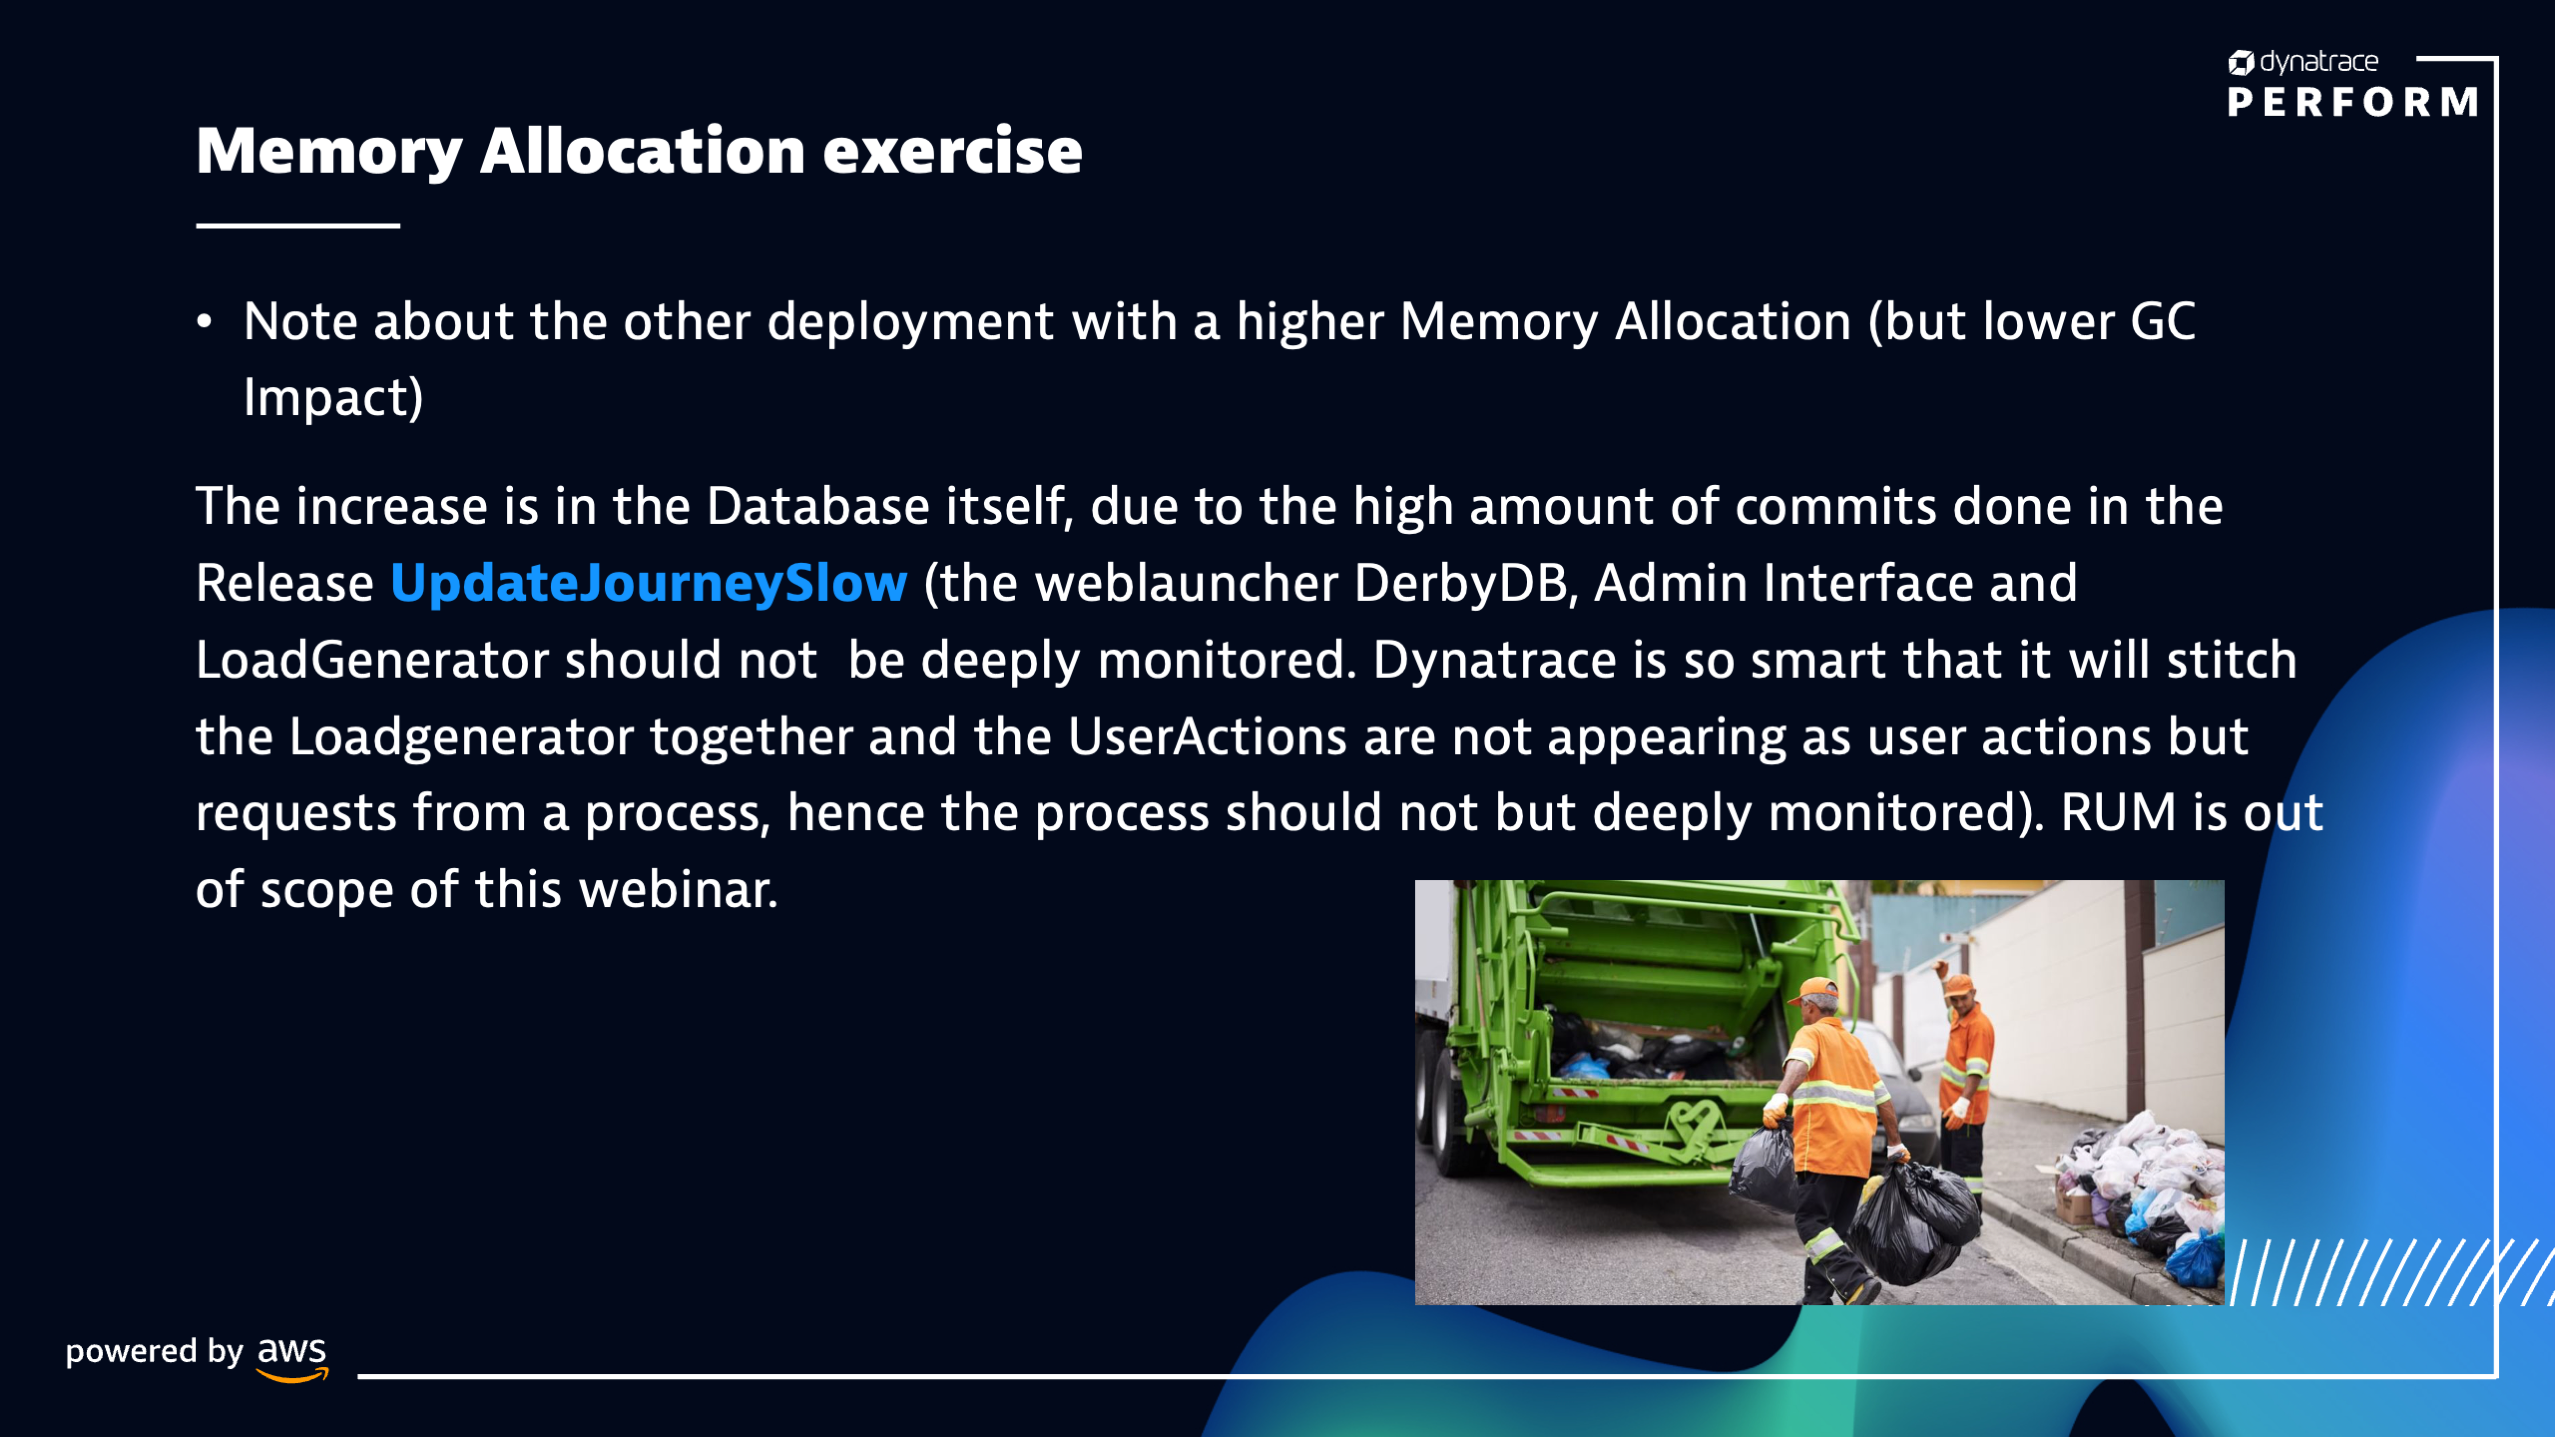 dynatrace
PERFORM
Memory Allocation exercise
• Note about the other deployment with a higher Memory Allocation (but lower GC
Impact)
The increase is in the Database itself, due to the high amount of commits done in the
Release UpdateJourneySlow (the weblauncher DerbyDB, Admin Interface and
LoadGenerator should not  be deeply monitored. Dynatrace is so smart that it will stitch
the Loadgenerator together and the UserActions are not appearing as user actions but
requests from a process, hence the process should not but deeply monitored). RUM is out
of scope of this webinar.
powered by aws